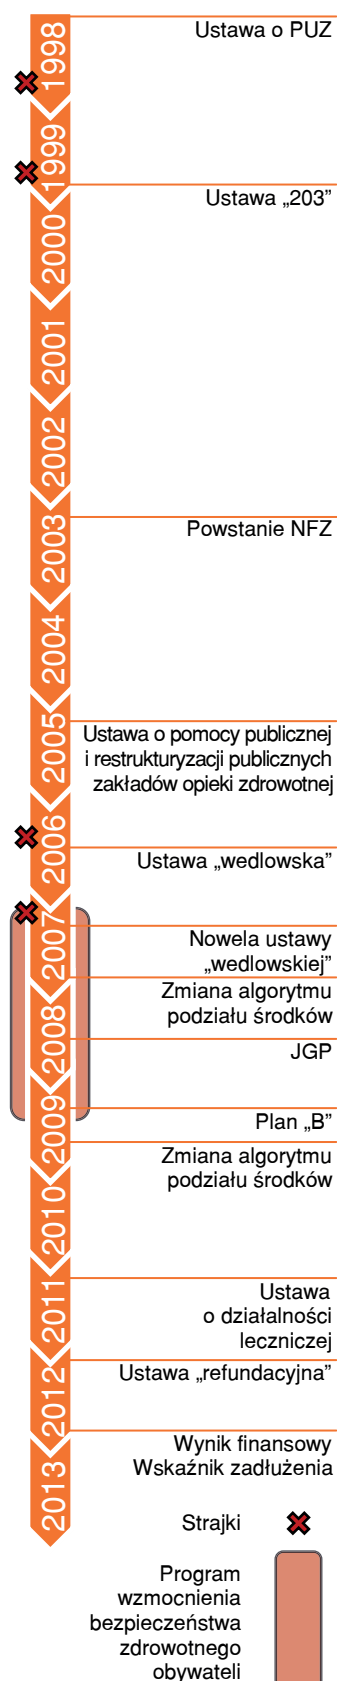 1998
Ustawa o PUZ
1999
Ustawa „203”
2000
2001
2002
2003
Powstanie NFZ
2004
2005
Ustawa o pomocy publicznej
i restrukturyzacji publicznych
zakładów opieki zdrowotnej
2006
Ustawa „wedlowska”
2007
Nowela ustawy
„wedlowskiej”
Zmiana algorytmu
podziału środków
2008
JGP
2009
Plan „B”
Zmiana algorytmu
podziału środków
2010
2011
Ustawa
o działalności
leczniczej
2012
Ustawa „refundacyjna”
2013
Wynik finansowy
Wskaźnik zadłużenia
Strajki
Program
wzmocnienia
bezpieczeństwa
zdrowotnego
obywateli